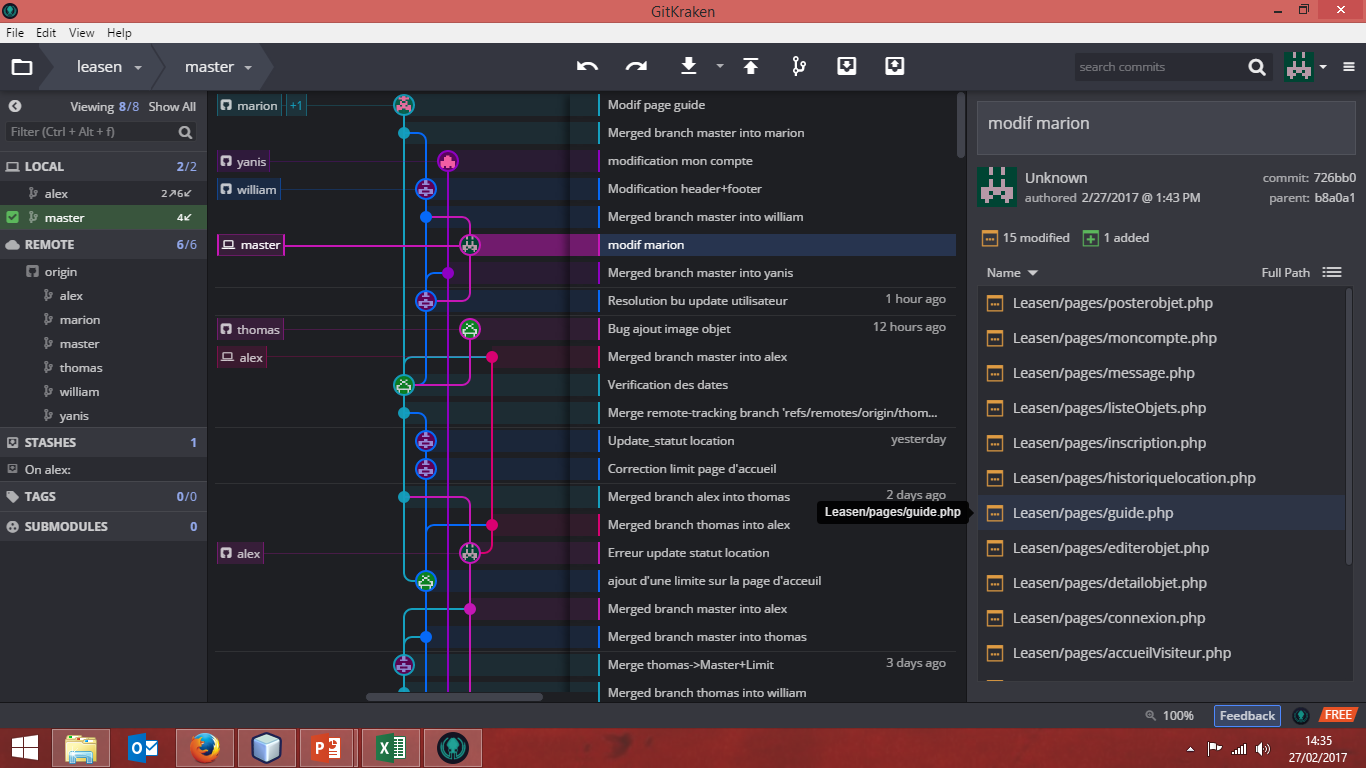 GitKraken
File Edit View Help
leasen
master
search commits
Viewing 8/8 Show All
Filter (Ctrl + Alt + f)
LOCAL 2/2
alex 2↗6↙
master 4↙
REMOTE 6/6
origin
alex
marion
master
thomas
william
yanis
STASHES 1
On alex:
TAGS 0/0
SUBMODULES 0
marion +1 Modif page guide
Merged branch master into marion
yanis modification mon compte
william Modification header+footer
Merged branch master into william
master modif marion
Merged branch master into yanis
Resolution bu update utilisateur 1 hour ago
thomas Bug ajout image objet 12 hours ago
alex Merged branch master into alex
Verification des dates
Merge remote-tracking branch 'refs/remotes/origin/thom...
Update_statut location yesterday
Correction limit page d'accueil
Merged branch alex into thomas 2 days ago
Merged branch thomas into alex
alex Erreur update statut location
ajout d'une limite sur la page d'acceuil
Merged branch master into alex
Merged branch master into thomas
Merge thomas->Master+Limit 3 days ago
Merged branch thomas into william
modif marion
Unknown commit: 726bb0
authored 2/27/2017 @ 1:43 PM parent: b8a0a1
15 modified 1 added
Name Full Path
Leasen/pages/posterobjet.php
Leasen/pages/moncompte.php
Leasen/pages/message.php
Leasen/pages/listeObjets.php
Leasen/pages/inscription.php
Leasen/pages/historiquelocation.php
Leasen/pages/guide.php
Leasen/pages/guide.php
Leasen/pages/editerobjet.php
Leasen/pages/detailobjet.php
Leasen/pages/connexion.php
Leasen/pages/accueilVisiteur.php
100% Feedback FREE
14:35
27/02/2017